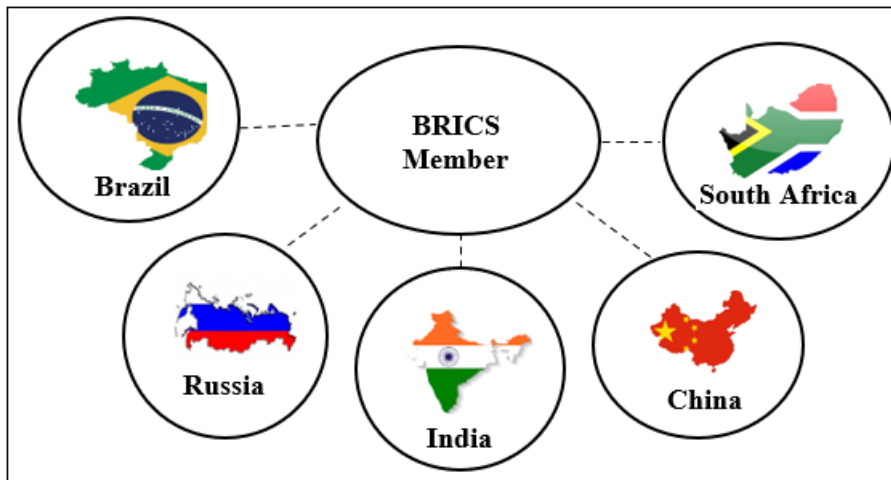 BRICS
Member
Brazil
South Africa
Russia
India
China